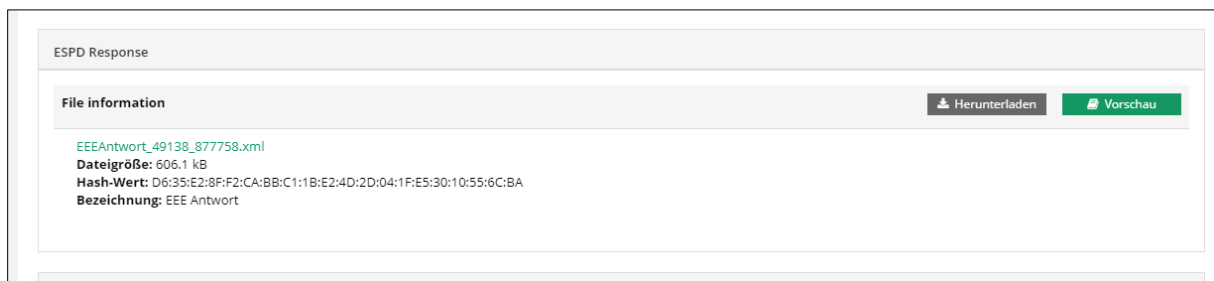 ESPD Response
File information
Herunterladen
Vorschau
EEEAntwort_49138_877758.xml
Dateigröße: 606.1 kB
Hash-Wert: D6:35:E2:8F:F2:CA:BB:C1:1B:E2:4D:2D:04:1F:E5:30:10:55:6C:BA
Bezeichnung: EEE Antwort